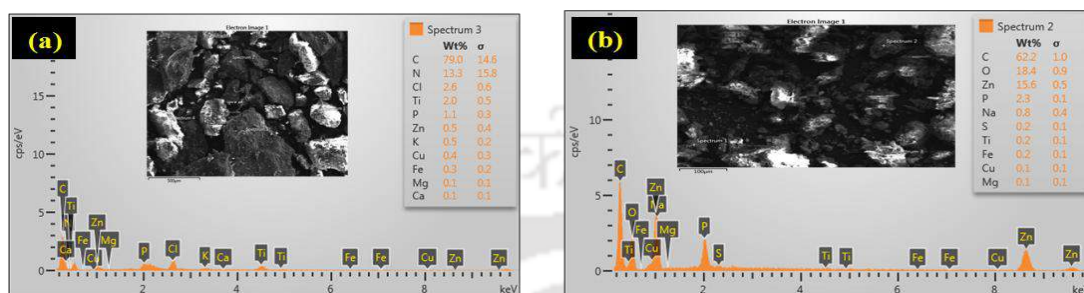 (a)
Electron Image 1
Spectrum 3
Wt% σ
C 79.0 14.6
N 13.3 15.8
Cl 2.6 0.6
Ti 2.0 0.5
P 1.1 0.3
Zn 0.5 0.4
K 0.5 0.2
Cu 0.4 0.3
Fe 0.3 0.2
Mg 0.1 0.1
Ca 0.1 0.1
cps/eV
15
10
5
0
C Ti N Zn
Ca Fe Cu Mg P Cl K Ca Ti Ti Fe Fe Cu Zn Zn
2 4 6 8 keV
(b)
Electron Image 1
Spectrum 2
100µm
Spectrum 2
Wt% σ
C 62.2 1.0
O 18.4 0.9
Zn 15.6 0.5
P 2.3 0.1
Na 0.8 0.4
S 0.2 0.1
Ti 0.2 0.1
Fe 0.2 0.1
Cu 0.1 0.1
Mg 0.1 0.1
cps/eV
15
10
5
0
C Zn
O Na P Zn
Ti Fe Cu Mg S Ti Ti Fe Fe Cu Zn
2 4 6 8 ke